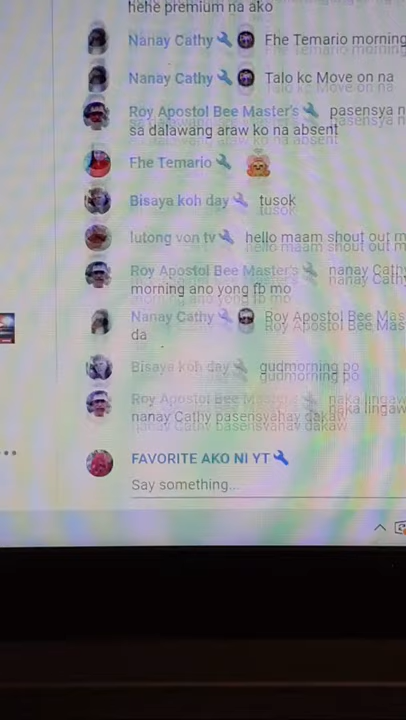 hehe premium na ako
Nanay Cathy Fhe Temario morning
Nanay Cathy Talo kc Move on na
Roy Apostol Bee Master's pasensya n
sa dalawang araw ko na absent
Fhe Temario
Bisaya koh day tusok
lutong von tv hello maam shout out m
Roy Apostol Bee Master's nanay Cath
morning ano yong fb mo
Nanay Cathy Roy Apostol Bee Mas
da
Bisaya koh day gudmorning po
Roy Apostol Bee Master's naka lingaw
nanay Cathy pasensyahay dakaw
FAVORITE AKO NI YT
Say something...